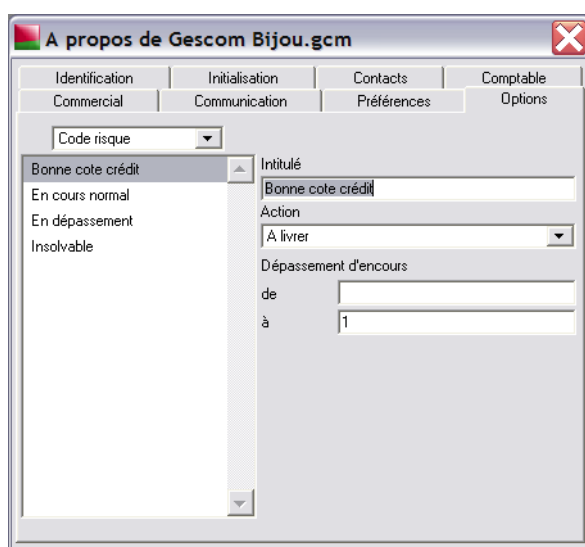 A propos de Gescom Bijou.gcm
Identification Initialisation Contacts Comptable
Commercial Communication Préférences Options
Code risque
Bonne cote crédit
En cours normal
En dépassement
Insolvable
Intitulé
Bonne cote crédit
Action
A livrer
Dépassement d'encours
de
à 1